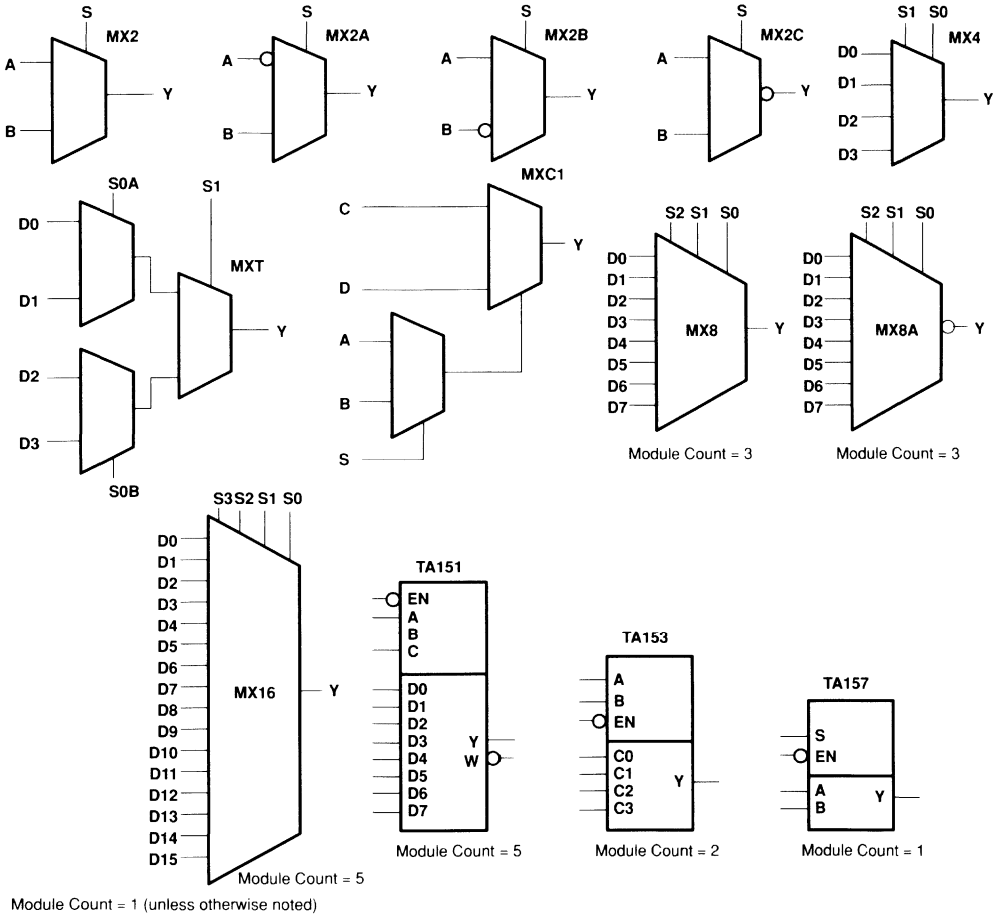 S
MX2
A
Y
B
S
MX2A
A
Y
B
S
MX2B
A
Y
B
S
MX2C
A
Y
B
S1 S0
MX4
D0
D1
D2
D3
Y
S0A
S1
D0
D1
MXT
Y
D2
D3
S0B
MXC1
C
Y
D
A
B
S
S2 S1 S0
D0
D1
D2
D3
D4
D5
D6
D7
MX8
Y
Module Count = 3
S2 S1 S0
D0
D1
D2
D3
D4
D5
D6
D7
MX8A
Y
Module Count = 3
S3 S2 S1 S0
D0
D1
D2
D3
D4
D5
D6
D7
D8
D9
D10
D11
D12
D13
D14
D15
MX16
Y
Module Count = 5
TA151
EN
A
B
C
D0
D1
D2
D3
D4
D5
D6
D7
Y
W
Module Count = 5
TA153
A
B
EN
C0
C1
C2
C3
Y
Module Count = 2
TA157
S
EN
A
B
Y
Module Count = 1
Module Count = 1 (unless otherwise noted)